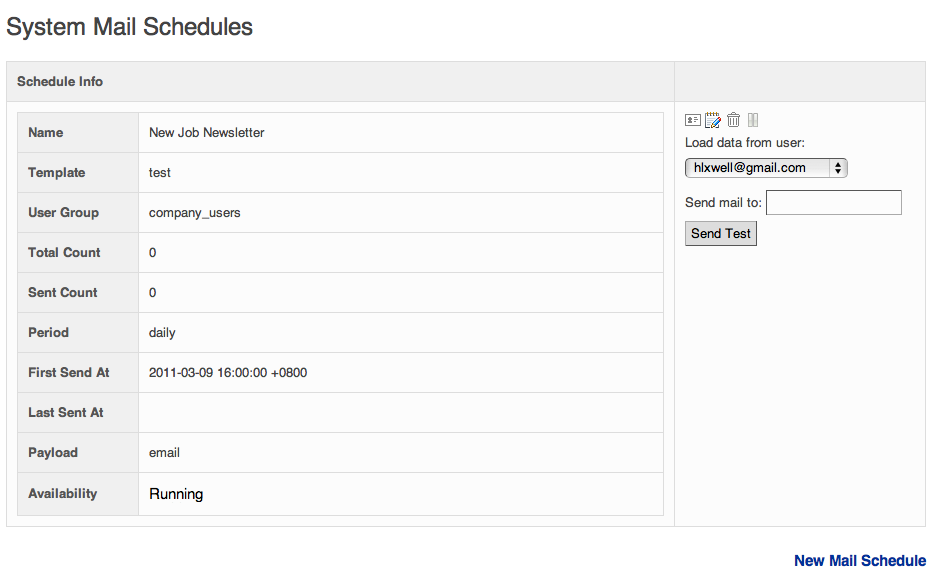 System Mail Schedules
Schedule Info
Name New Job Newsletter
Template test
User Group company_users
Total Count 0
Sent Count 0
Period daily
First Send At 2011-03-09 16:00:00 +0800
Last Sent At
Payload email
Availability Running
Load data from user:
hlxwell@gmail.com
Send mail to:
Send Test
New Mail Schedule